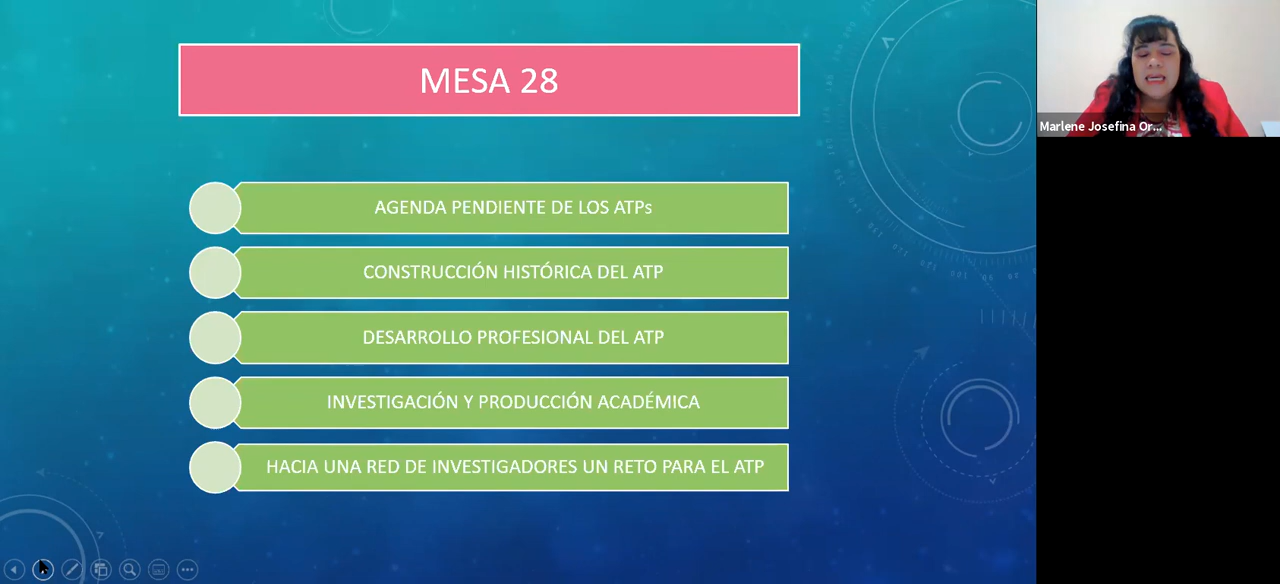 MESA 28
AGENDA PENDIENTE DE LOS ATPs
CONSTRUCCIÓN HISTÓRICA DEL ATP
DESARROLLO PROFESIONAL DEL ATP
INVESTIGACIÓN Y PRODUCCIÓN ACADÉMICA
HACIA UNA RED DE INVESTIGADORES UN RETO PARA EL ATP
Marlene Josefina Or...